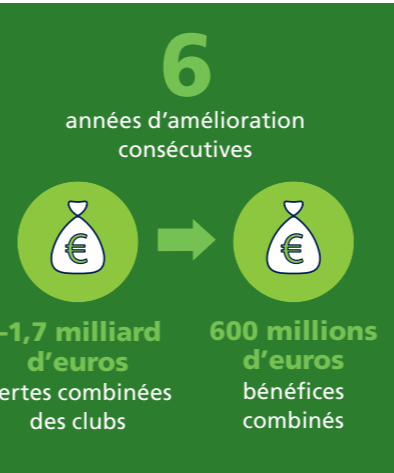 6
années d’amélioration
consécutives
€
€
-1,7 milliard
d’euros
ertes combinées
des clubs
600 millions
d’euros
bénéfices
combinés